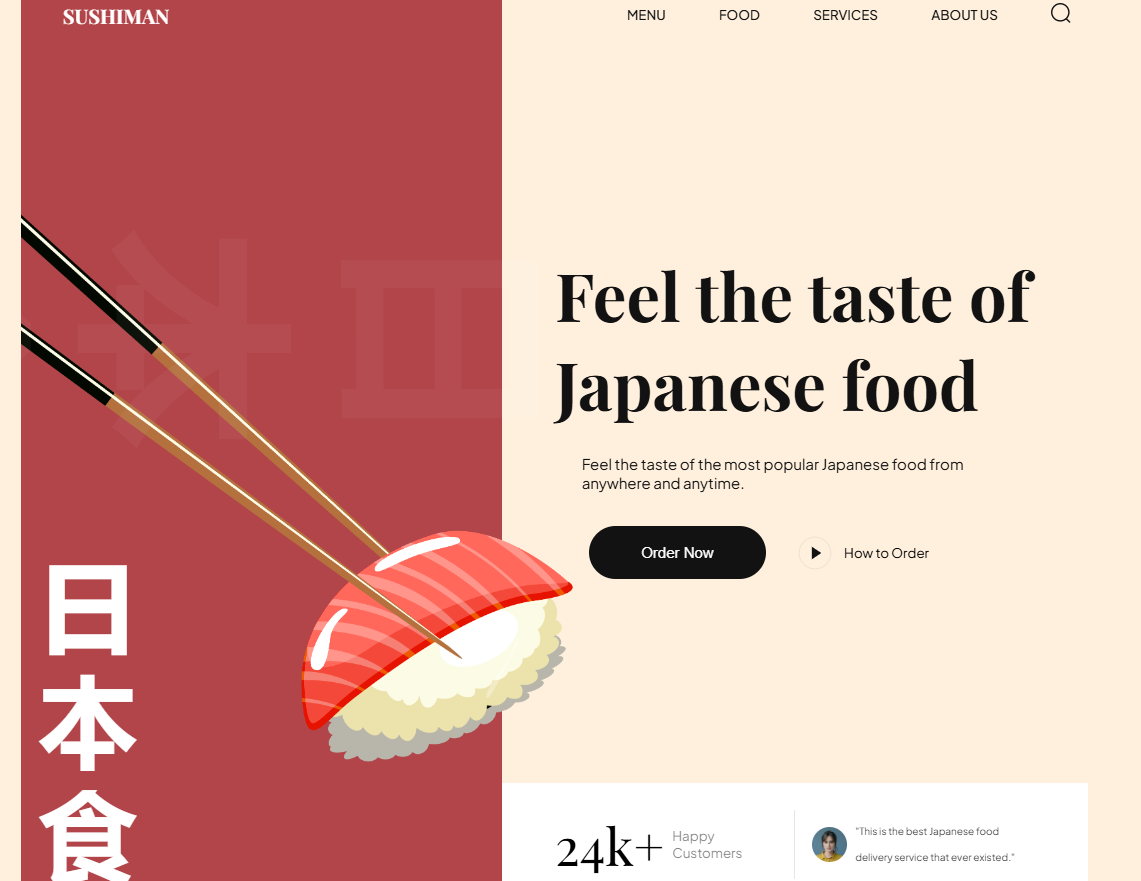 SUSHIMAN
MENU FOOD SERVICES ABOUT US
Feel the taste of
Japanese food
Feel the taste of the most popular Japanese food from
anywhere and anytime.
Order Now
How to Order
日
本
食
24k+
Happy
Customers
"This is the best Japanese food
delivery service that ever existed."